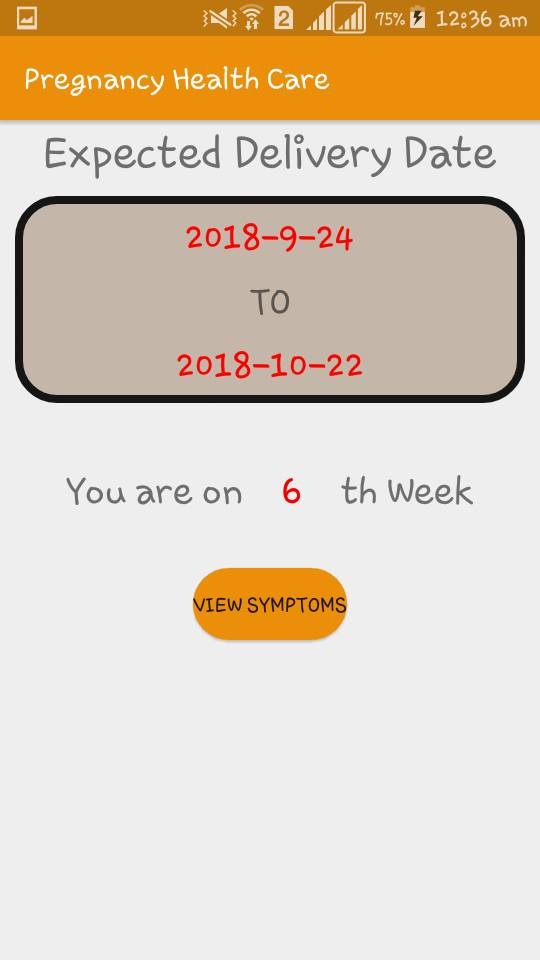 2 75% 12:36 am
Pregnancy Health Care
Expected Delivery Date
2018-9-24
TO
2018-10-22
You are on 6 th Week
VIEW SYMPTOMS